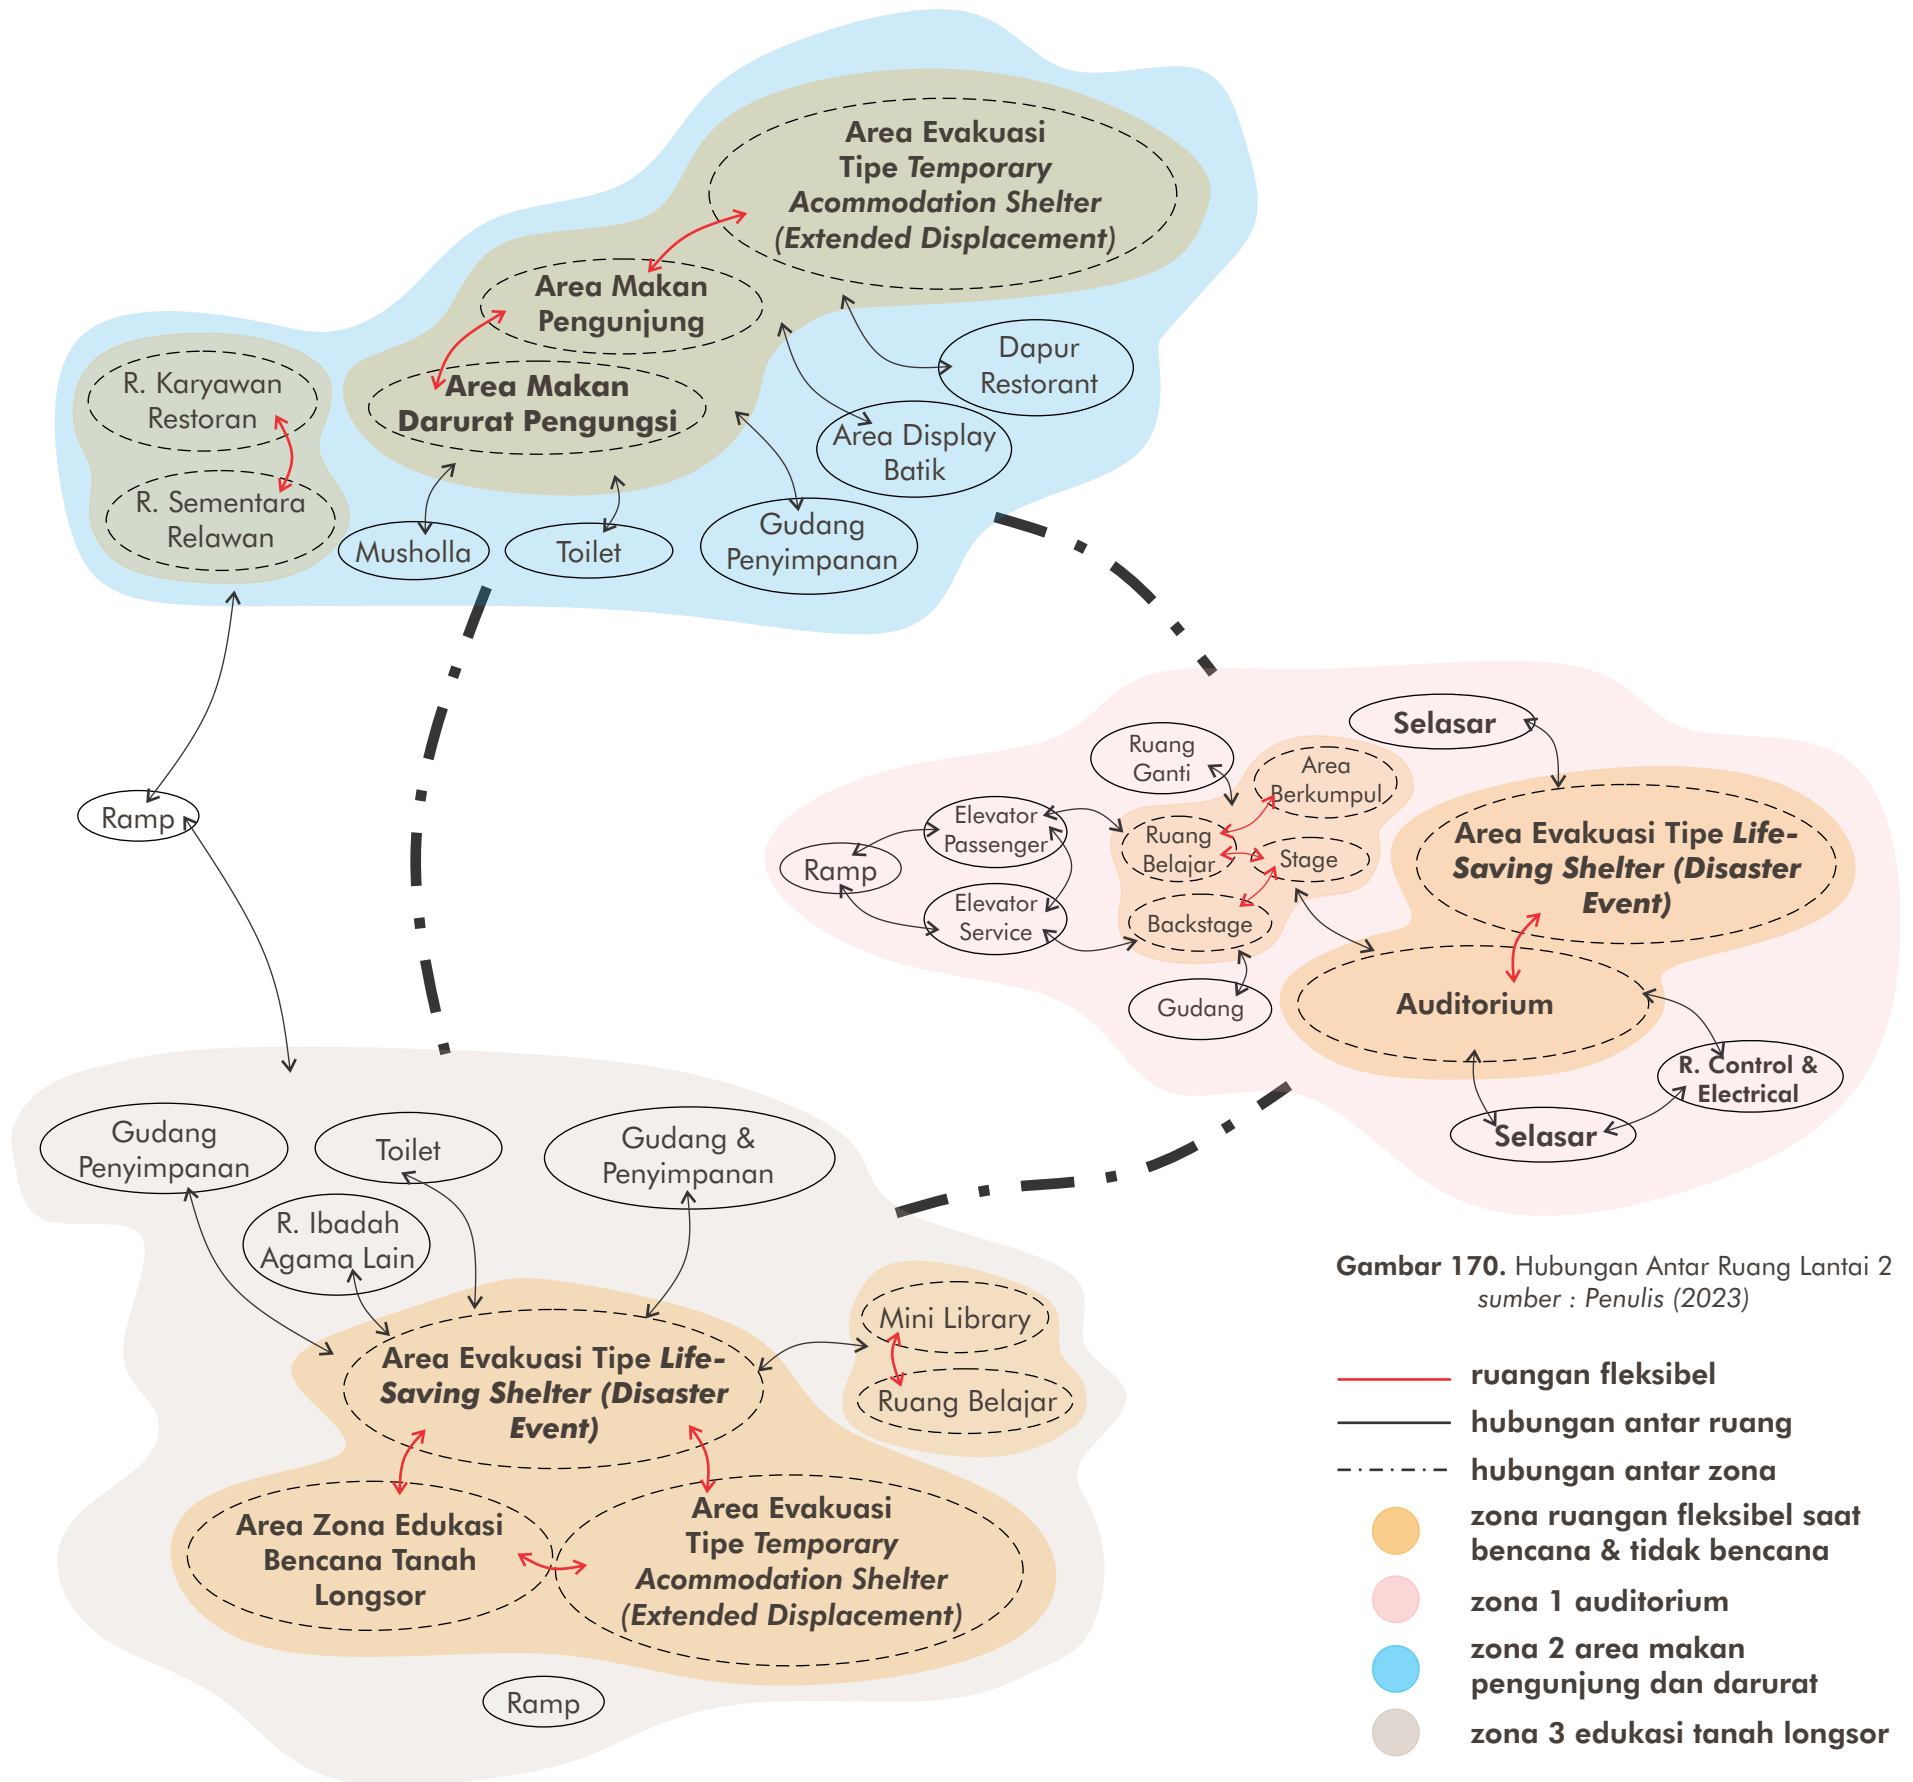 Area Evakuasi
Tipe Temporary
Acommodation Shelter
(Extended Displacement)
Area Makan
Pengunjung
Area Makan
Darurat Pengungsi
R. Karyawan
Restoran
R. Sementara
Relawan
Dapur
Restorant
Area Display
Batik
Gudang
Penyimpanan
Musholla
Toilet
Ramp
Selasar
Ruang
Ganti
Area
Berkumpul
Elevator
Passenger
Ruang
Belajar
Stage
Ramp
Elevator
Service
Backstage
Gudang
Area Evakuasi Tipe Life-
Saving Shelter (Disaster
Event)
Auditorium
R. Control &
Electrical
Selasar
Gudang
Penyimpanan
Toilet
Gudang &
Penyimpanan
R. Ibadah
Agama Lain
Mini Library
Ruang Belajar
Area Evakuasi Tipe Life-
Saving Shelter (Disaster
Event)
Area Zona Edukasi
Bencana Tanah
Longsor
Area Evakuasi
Tipe Temporary
Acommodation Shelter
(Extended Displacement)
Ramp
Gambar 170. Hubungan Antar Ruang Lantai 2
sumber : Penulis (2023)
ruangan fleksibel
hubungan antar ruang
hubungan antar zona
zona ruangan fleksibel saat
bencana & tidak bencana
zona 1 auditorium
zona 2 area makan
pengunjung dan darurat
zona 3 edukasi tanah longsor